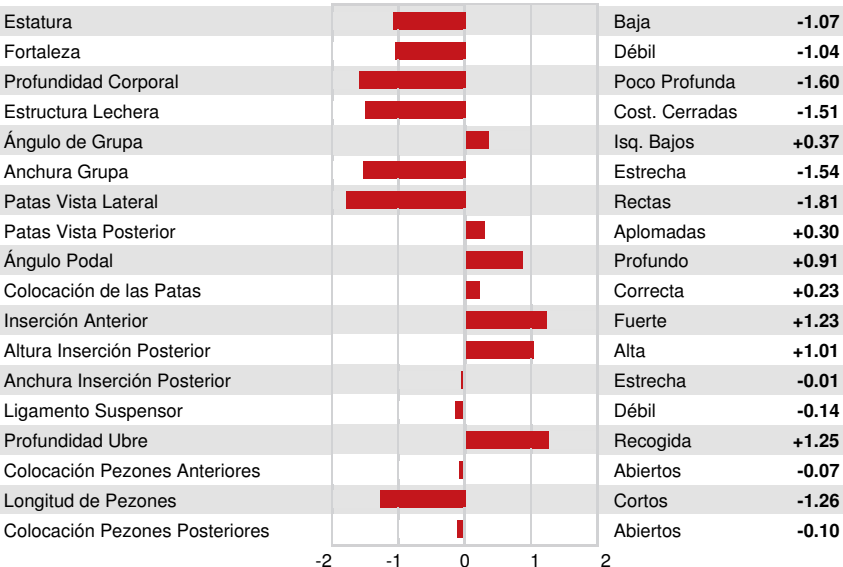 Estatura Baja -1.07
Fortaleza Débil -1.04
Profundidad Corporal Poco Profunda -1.60
Estructura Lechera Cost. Cerradas -1.51
Ángulo de Grupa Isq. Bajos +0.37
Anchura Grupa Estrecha -1.54
Patas Vista Lateral Rectas -1.81
Patas Vista Posterior Aplomadas +0.30
Ángulo Podal Profundo +0.91
Colocación de las Patas Correcta +0.23
Inserción Anterior Fuerte +1.23
Altura Inserción Posterior Alta +1.01
Anchura Inserción Posterior Estrecha -0.01
Ligamento Suspensor Débil -0.14
Profundidad Ubre Recogida +1.25
Colocación Pezones Anteriores Abiertos -0.07
Longitud de Pezones Cortos -1.26
Colocación Pezones Posteriores Abiertos -0.10
-2 -1 0 1 2